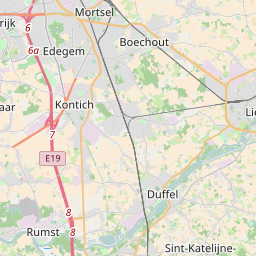 Mortsel
rijk
6
6a
Edegem
Boechout
Kontich
aar
Lie
7
E19
Duffel
8
8
Rumst
Sint-Katelijne-